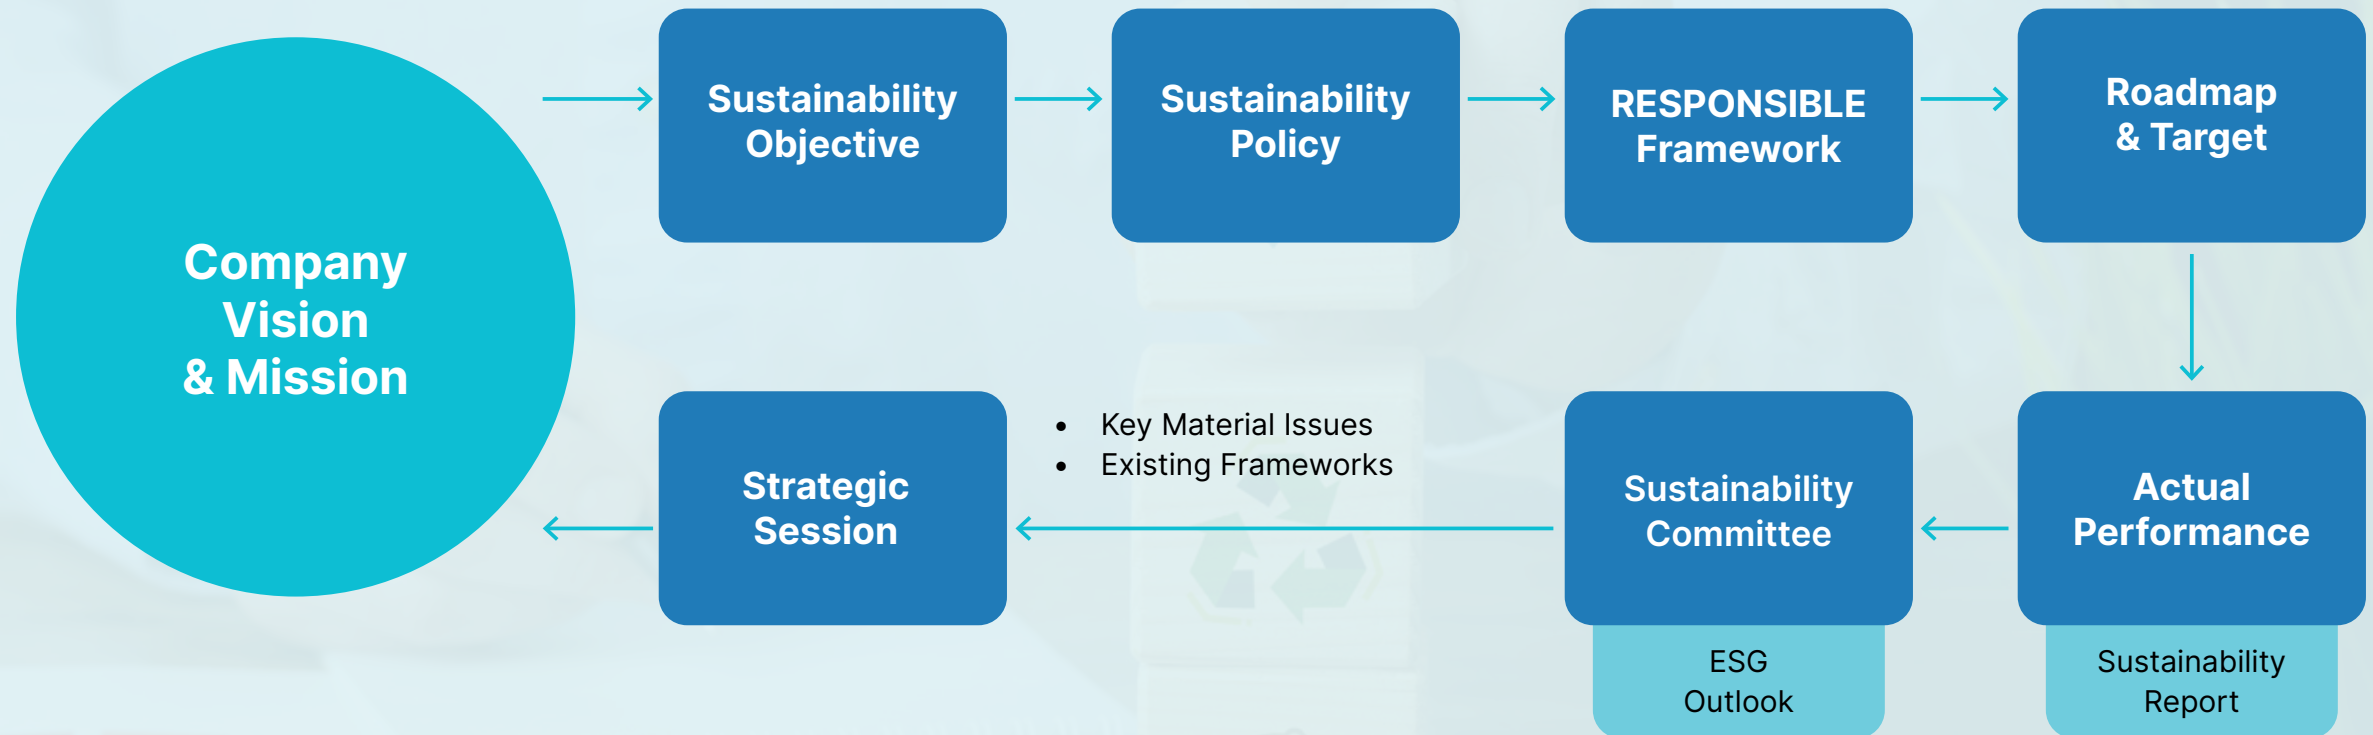 Company
Vision
& Mission
Sustainability
Objective
Sustainability
Policy
RESPONSIBLE
Framework
Roadmap
& Target
Strategic
Session
• Key Material Issues
• Existing Frameworks
Sustainability
Committee
ESG
Outlook
Actual
Performance
Sustainability
Report